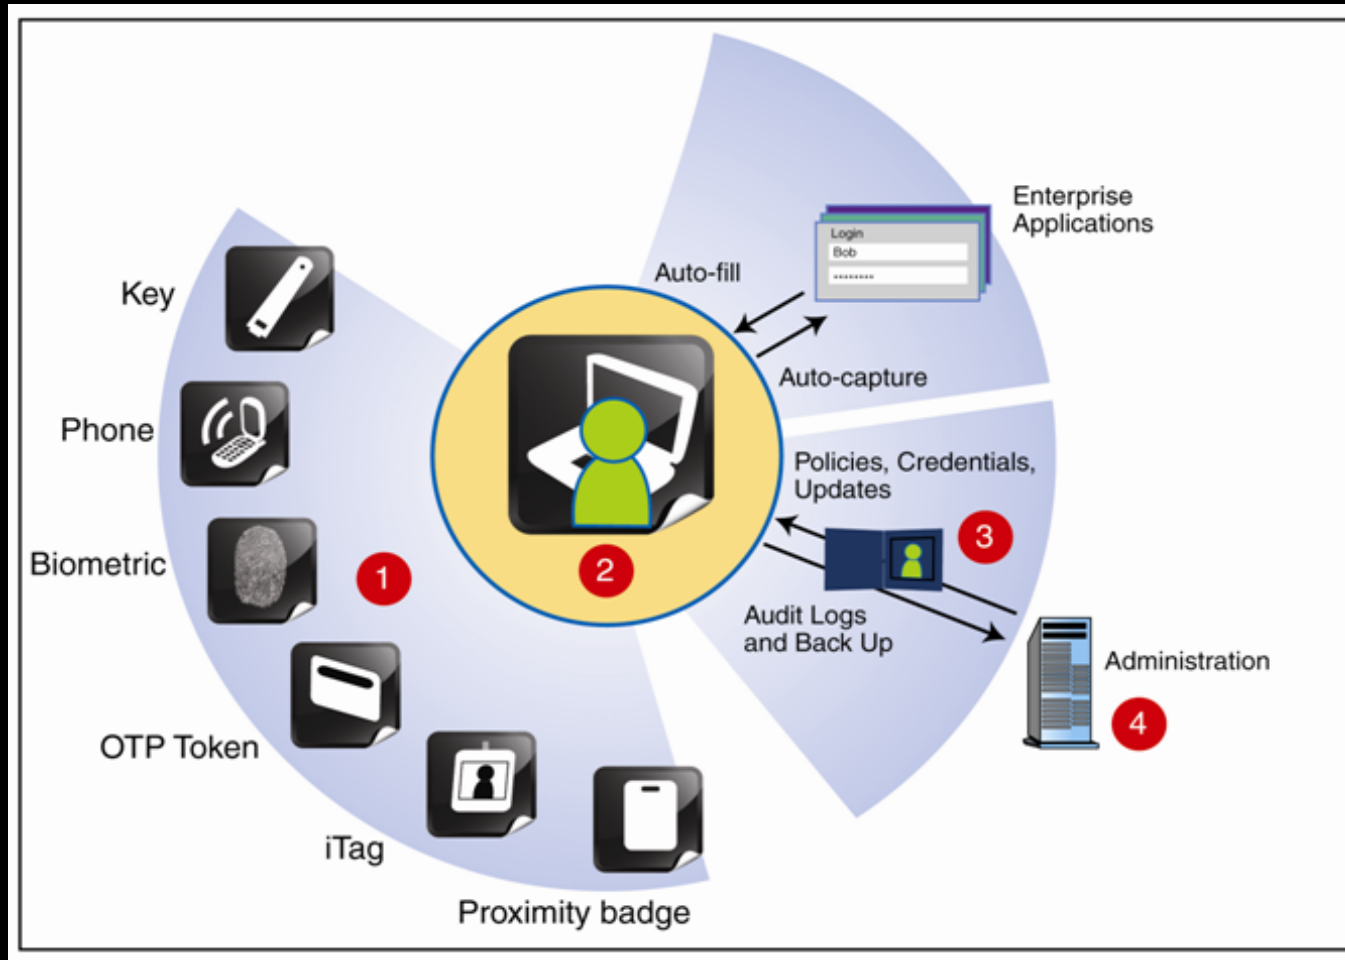 Enterprise
Applications
Login
Bob
........
Auto-fill
Auto-capture
Key
Phone
Biometric
OTP Token
iTag
Proximity badge
1
2
Policies, Credentials,
Updates
3
Audit Logs
and Back Up
Administration
4